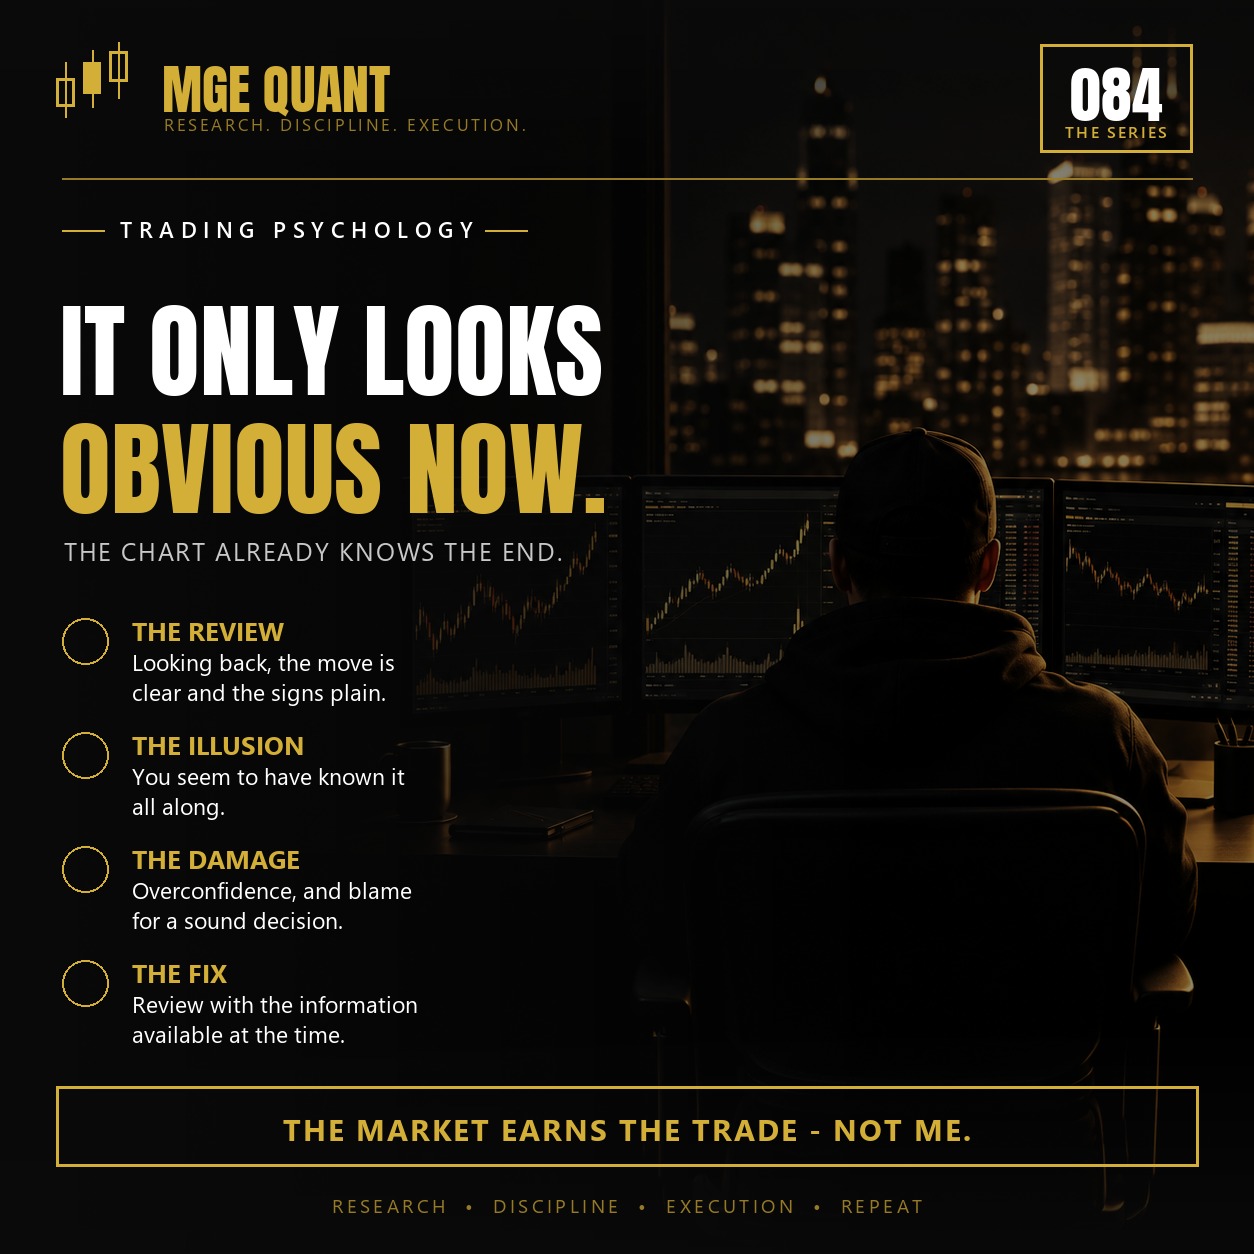 MGE QUANT
RESEARCH. DISCIPLINE. EXECUTION.
084
THE SERIES
TRADING PSYCHOLOGY
IT ONLY LOOKS
OBVIOUS NOW.
THE CHART ALREADY KNOWS THE END.
THE REVIEW
Looking back, the move is
clear and the signs plain.
THE ILLUSION
You seem to have known it
all along.
THE DAMAGE
Overconfidence, and blame
for a sound decision.
THE FIX
Review with the information
available at the time.
THE MARKET EARNS THE TRADE - NOT ME.
RESEARCH • DISCIPLINE • EXECUTION • REPEAT